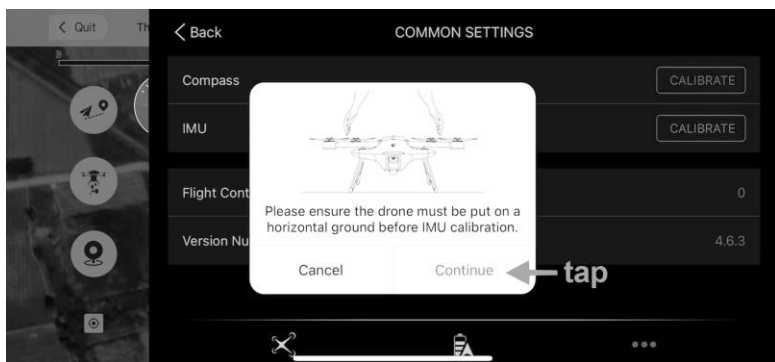 Quit
Th
Back
COMMON SETTINGS
Compass
CALIBRATE
IMU
CALIBRATE
Please ensure the drone must be put on a
horizontal ground before IMU calibration.
Flight Cont
0
Version Nu
4.6.3
Cancel
Continue
tap